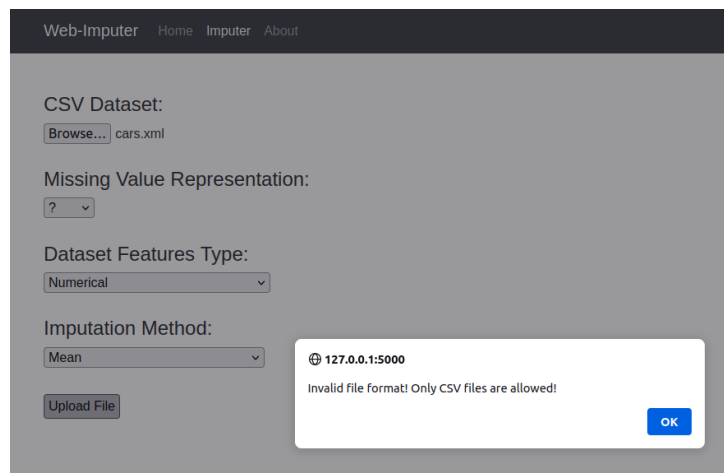 Web-Imputer Home Imputer About
CSV Dataset:
Browse... cars.xml
Missing Value Representation:
?
Dataset Features Type:
Numerical
Imputation Method:
Mean
Upload File
127.0.0.1:5000
Invalid file format! Only CSV files are allowed!
OK